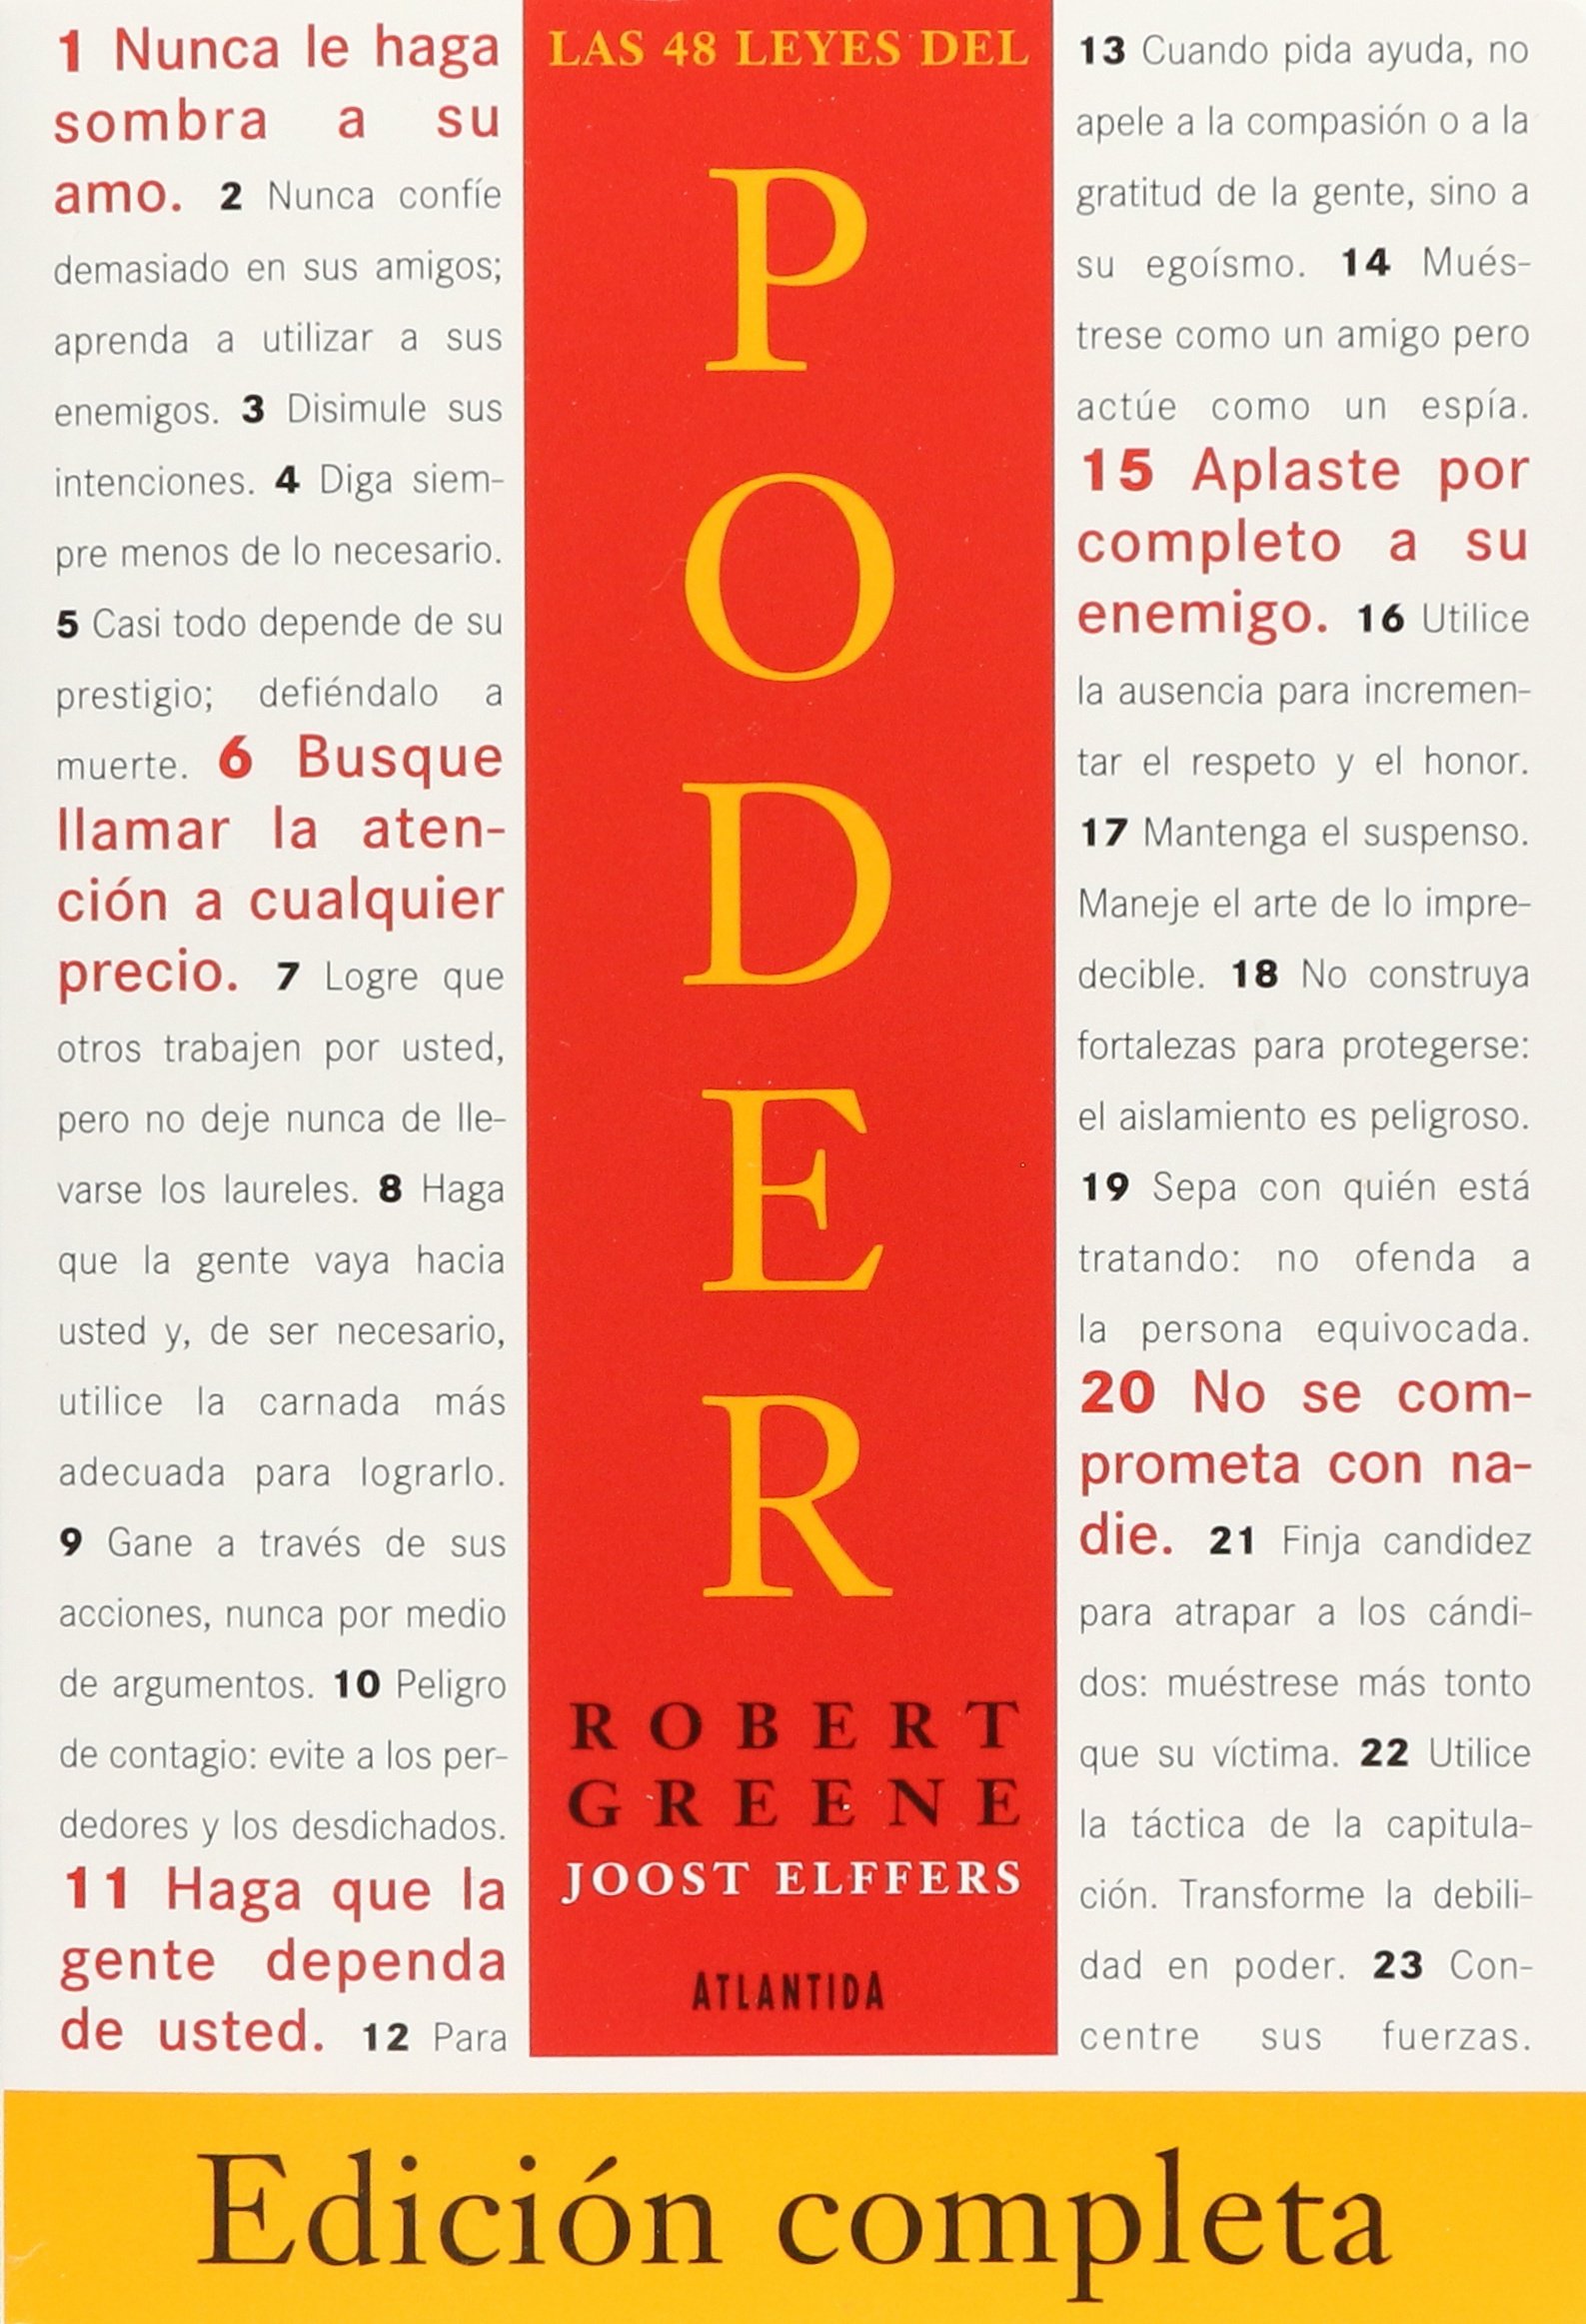 1 Nunca le haga
sombra a su
amo. 2 Nunca confíe
demasiado en sus amigos;
aprenda a utilizar a sus
enemigos. 3 Disimule sus
intenciones. 4 Diga siem-
pre menos de lo necesario.
5 Casi todo depende de su
prestigio; defiéndalo a
muerte. 6 Busque
llamar la aten-
ción a cualquier
precio. 7 Logre que
otros trabajen por usted,
pero no deje nunca de lle-
varse los laureles. 8 Haga
que la gente vaya hacia
usted y, de ser necesario,
utilice la carnada más
adecuada para lograrlo.
9 Gane a través de sus
acciones, nunca por medio
de argumentos. 10 Peligro
de contagio: evite a los per-
dedores y los desdichados.
11 Haga que la
gente dependa
de usted. 12 Para
LAS 48 LEYES DEL
P
O
D
E
R
ROBERT
GREENE
JOOST ELFFERS
ATLANTIDA
13 Cuando pida ayuda, no
apele a la compasión o a la
gratitud de la gente, sino a
su egoísmo. 14 Mués-
trese como un amigo pero
actúe como un espía.
15 Aplaste por
completo a su
enemigo. 16 Utilice
la ausencia para incremen-
tar el respeto y el honor.
17 Mantenga el suspenso.
Maneje el arte de lo impre-
decible. 18 No construya
fortalezas para protegerse:
el aislamiento es peligroso.
19 Sepa con quién está
tratando: no ofenda a
la persona equivocada.
20 No se com-
prometa con na-
die. 21 Finja candidez
para atrapar a los cándi-
dos: muéstrese más tonto
que su víctima. 22 Utilice
la táctica de la capitula-
ción. Transforme la debili-
dad en poder. 23 Con-
centre sus fuerzas.
Edición completa